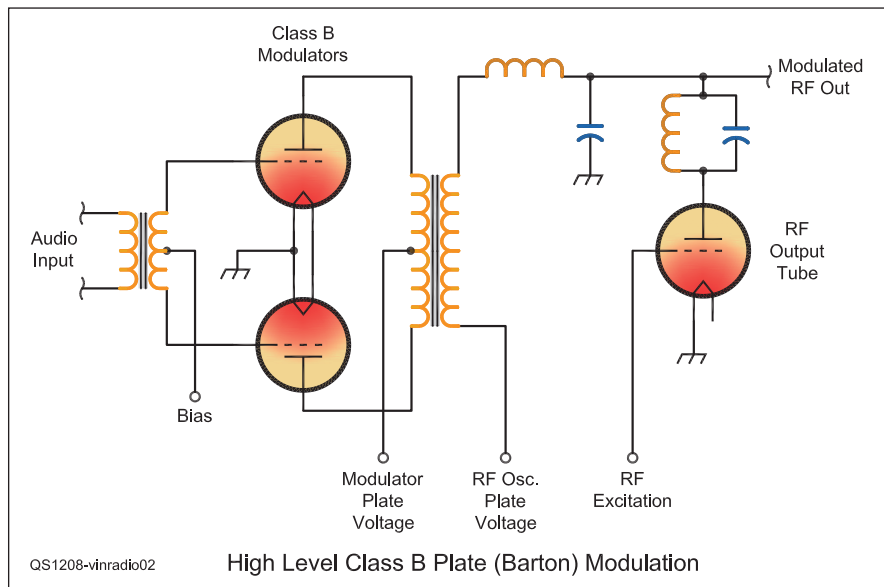 Class B
Modulators
Modulated
RF Out
Audio
Input
RF
Output
Tube
Bias
Modulator
Plate
Voltage
RF Osc.
Plate
Voltage
RF
Excitation
QS1208-vinradio02
High Level Class B Plate (Barton) Modulation